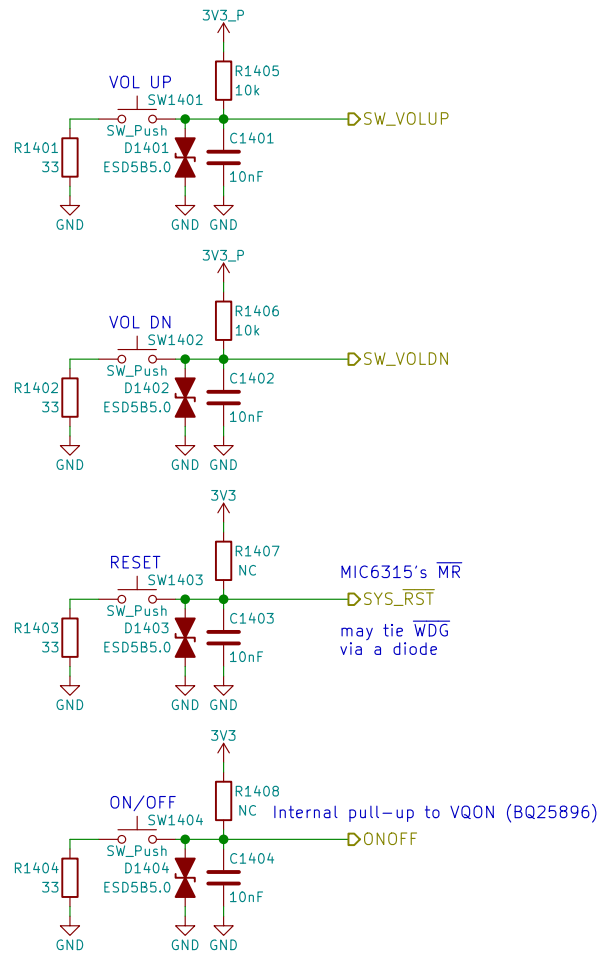 3V3_P
R1405
10k
VOL UP
SW1401
SW_Push
SW_VOLUP
R1401
33
D1401
ESD5B5.0
C1401
10nF
GND GND GND
3V3_P
R1406
10k
VOL DN
SW1402
SW_Push
SW_VOLDN
R1402
33
D1402
ESD5B5.0
C1402
10nF
GND GND GND
3V3
R1407
NC
RESET
SW1403
SW_Push
MIC6315's MR
SYS_RST
may tie WDG
via a diode
R1403
33
D1403
ESD5B5.0
C1403
10nF
GND GND GND
3V3
R1408
NC
ON/OFF
SW1404
SW_Push
Internal pull-up to VQON (BQ25896)
ONOFF
R1404
33
D1404
ESD5B5.0
C1404
10nF
GND GND GND